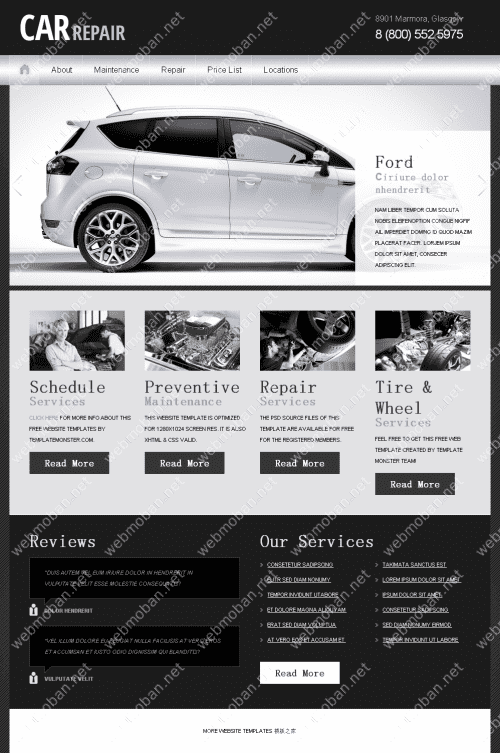 CAR REPAIR
8901 Marmora, Glasgow
8 (800) 552 5975
About Maintenance Repair Price List Locations
Ford
Ciriure dolor
nhendrerit
NAM LIBER TEMPOR CUM SOLUTA
NOBIS ELEIFENOPTION CONGUE NIGRIF
AIL IMPERDIET DOMING ID QUOD MAZIM
PLACERAT FACER. LORJEM IPSUM
DOLOR SIT AMET, CONSECER
ADIPISCING ELIT.
Schedule
Services
CLICK HERE FOR MORE INFO ABOUT THIS
FREE WEBSITE TEMPLATES BY
TEMPLATEMONSTER.COM.
Read More
Preventive
Maintenance
THIS WEBSITE TEMPLATE IS OPTIMIZED
FOR 1280X1024 SCREEN RES. IT IS ALSO
XHTML & CSS VALID.
Read More
Repair
Services
THE PSD SOURCE FILES OF THIS
TEMPLATE ARE AVAILABLE FOR FREE
FOR THE REGISTERED MEMBERS.
Read More
Tire &
Wheel
Services
FEEL FREE TO GET THIS FREE WEB
TEMPLATE CREATED BY TEMPLATE
MONSTER TEAM!
Read More
Reviews
"DUIS AUTEM VEL EUM IRIURE DOLOR IN HENDRERIT IN
VULPUTATE VELIT ESSE MOLESTIE CONSEQUAT."
DOLOR HENDRERIT
"VEL ILLUM DOLORE EU FEUGIAT NULLA FACILISIS AT VERO EROS
ET ACCUMSAN ET IUSTO ODIO DIGNISSIM QUI BLANDIT."
VULPUTATE VELIT
Our Services
CONSETETUR SADIPSCING
ELITR SED DIAM NONUMY
TEMPOR INVIDUNT UT LABORE
ET DOLORE MAGNA ALIQUYAM
ERAT SED DIAM VOLUPTUA
AT VERO EOS ET ACCUSAM ET
TAKIMATA SANCTUS EST
LOREM IPSUM DOLOR SIT AMET
IPSUM DOLOR SIT AMET
CONSETETUR SADIPSCING
SED DIAM NONUMY EIRMOD
TEMPOR INVIDUNT UT LABORE
Read More
MORE WEBSITE TEMPLATES 模板之家
webmoban.net